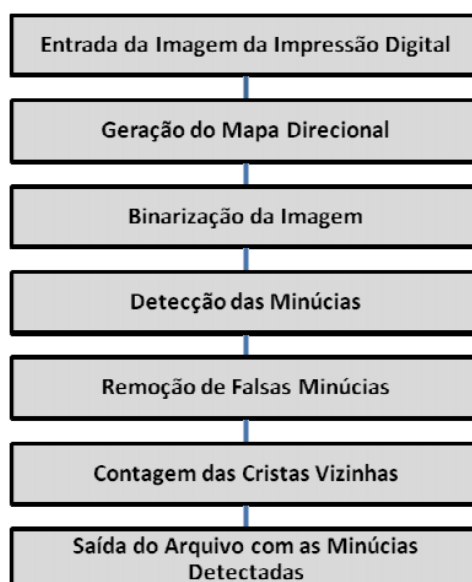 Entrada da Imagem da Impressão Digital
Geração do Mapa Direcional
Binarização da Imagem
Detecção das Minúcias
Remoção de Falsas Minúcias
Contagem das Cristas Vizinhas
Saída do Arquivo com as Minúcias
Detectadas